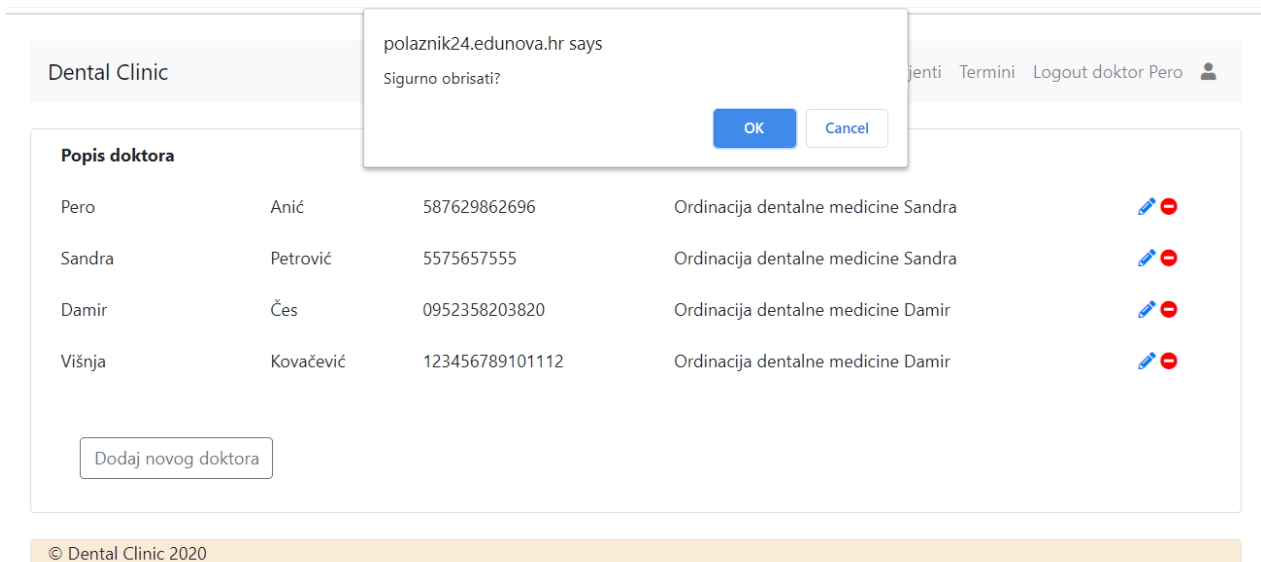 polaznik24.edunova.hr says
Sigurno obrisati?
OK Cancel
Dental Clinic Termini Logout doktor Pero
Popis doktora
Pero Anić 587629862696 Ordinacija dentalne medicine Sandra
Sandra Petrović 5575657555 Ordinacija dentalne medicine Sandra
Damir Čes 0952358203820 Ordinacija dentalne medicine Damir
Višnja Kovačević 123456789101112 Ordinacija dentalne medicine Damir
Dodaj novog doktora
© Dental Clinic 2020